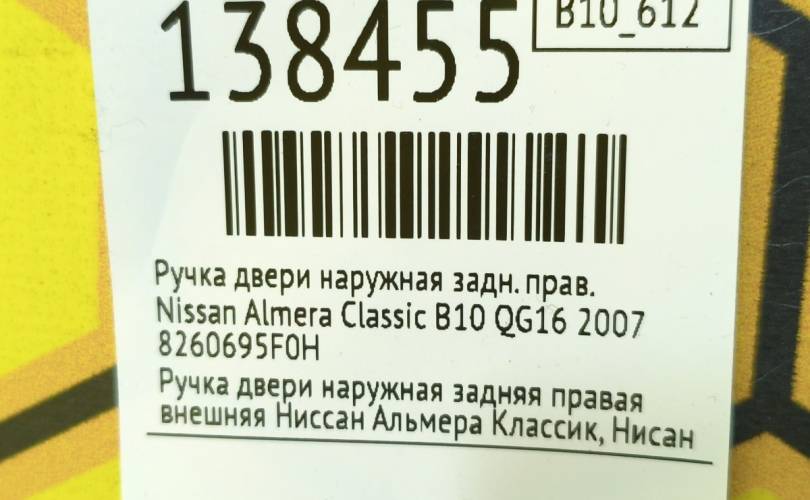 138455
B10_612
Ручка двери наружная задн. прав.
Nissan Almera Classic B10 QG16 2007
8260695F0H
Ручка двери наружная задняя правая
внешняя Ниссан Альмера Классик, Нисан